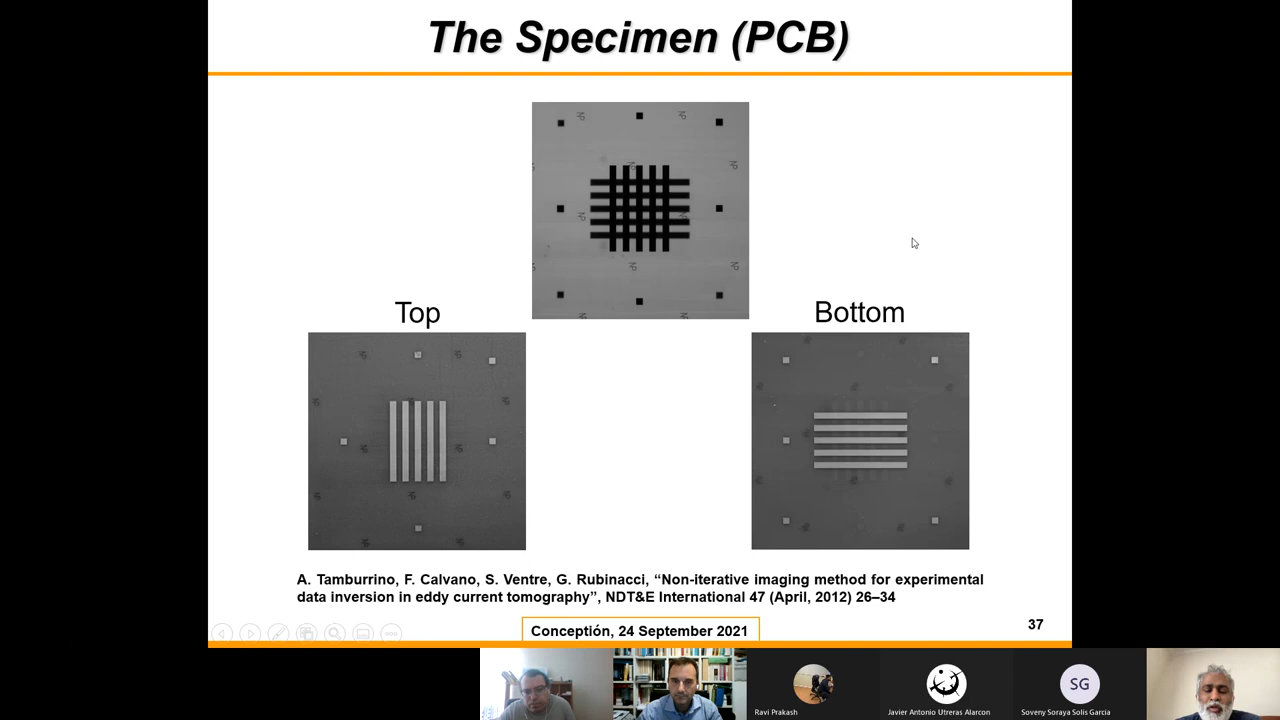 The Specimen (PCB)
Top
Bottom
A. Tamburrino, F. Calvano, S. Ventre, G. Rubinacci, “Non-iterative imaging method for experimental
data inversion in eddy current tomography”, NDT&E International 47 (April, 2012) 26–34
Conceptión, 24 September 2021
37
Ravi Prakash
Javier Antonio Utreras Alarcon
SG
Soveny Soraya Solis Garcia